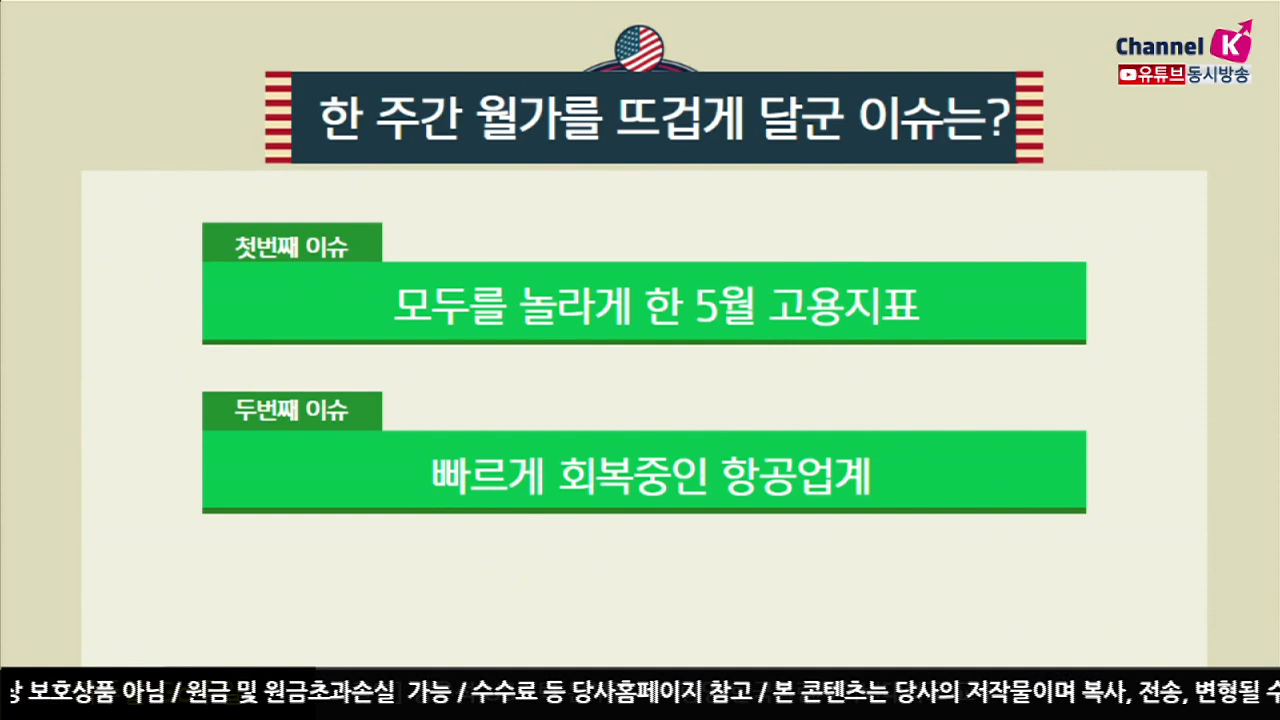 Channel K
유튜브동시방송
한 주간 월가를 뜨겁게 달군 이슈는?
첫번째 이슈
모두를 놀라게 한 5월 고용지표
두번째 이슈
빠르게 회복중인 항공업계
보호상품 아님 / 원금 및 원금초과손실 가능 / 수수료 등 당사홈페이지 참고 / 본 콘텐츠는 당사의 저작물이며 복사, 전송, 변형될 수